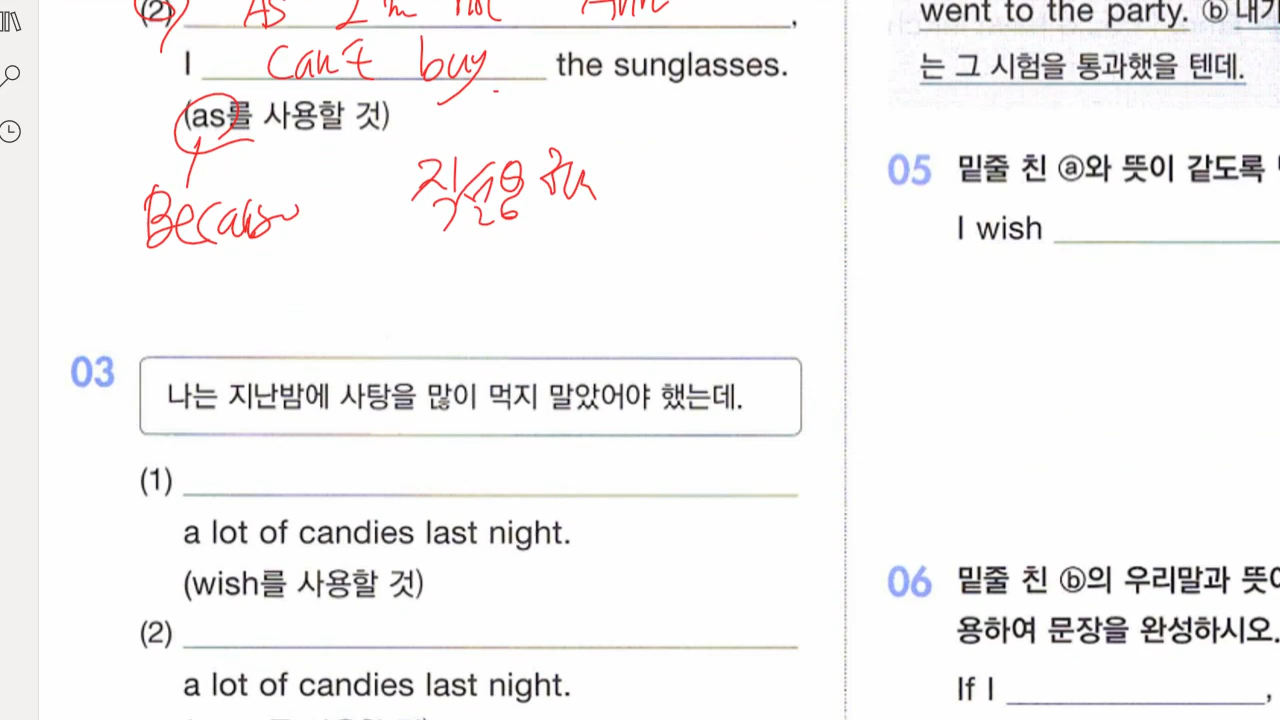 (2) As I'm not Ann,
I can't buy the sunglasses.
(as를 사용할 것)
직설법
03
나는 지난밤에 사탕을 많이 먹지 말았어야 했는데.
(1)
a lot of candies last night.
(wish를 사용할 것)
(2)
a lot of candies last night.
went to the party. ⓑ 내가
는 그 시험을 통과했을 텐데.
05 밑줄 친 ⓐ와 뜻이 같도록
I wish
06 밑줄 친 ⓑ의 우리말과 뜻이
용하여 문장을 완성하시오.
If I ,